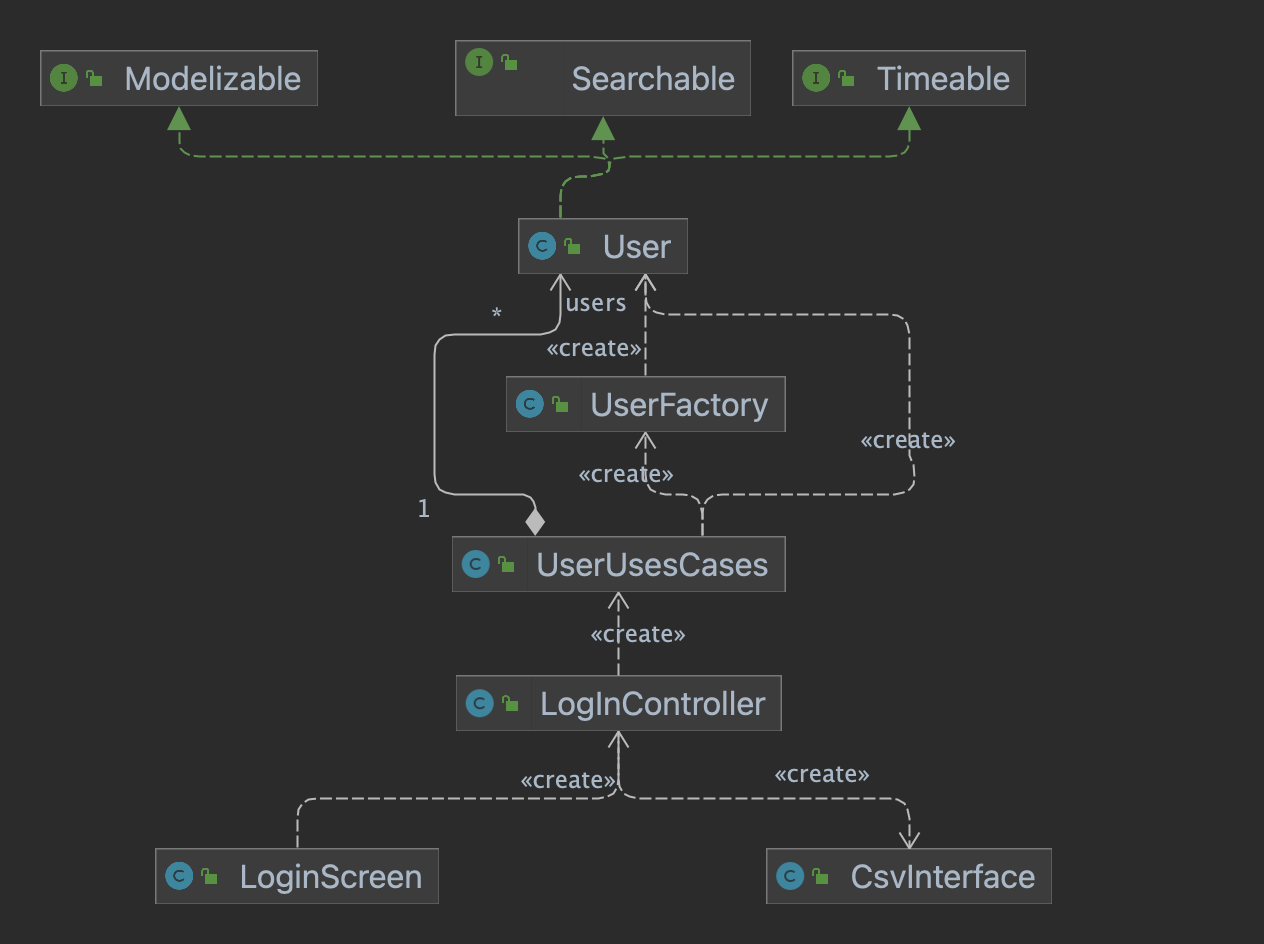 I Modelizable
I Searchable
I Timeable
C User
* users
«create»
C UserFactory
«create»
«create»
1
C UserUsesCases
«create»
C LogInController
«create»
«create»
C LoginScreen
C CsvInterface